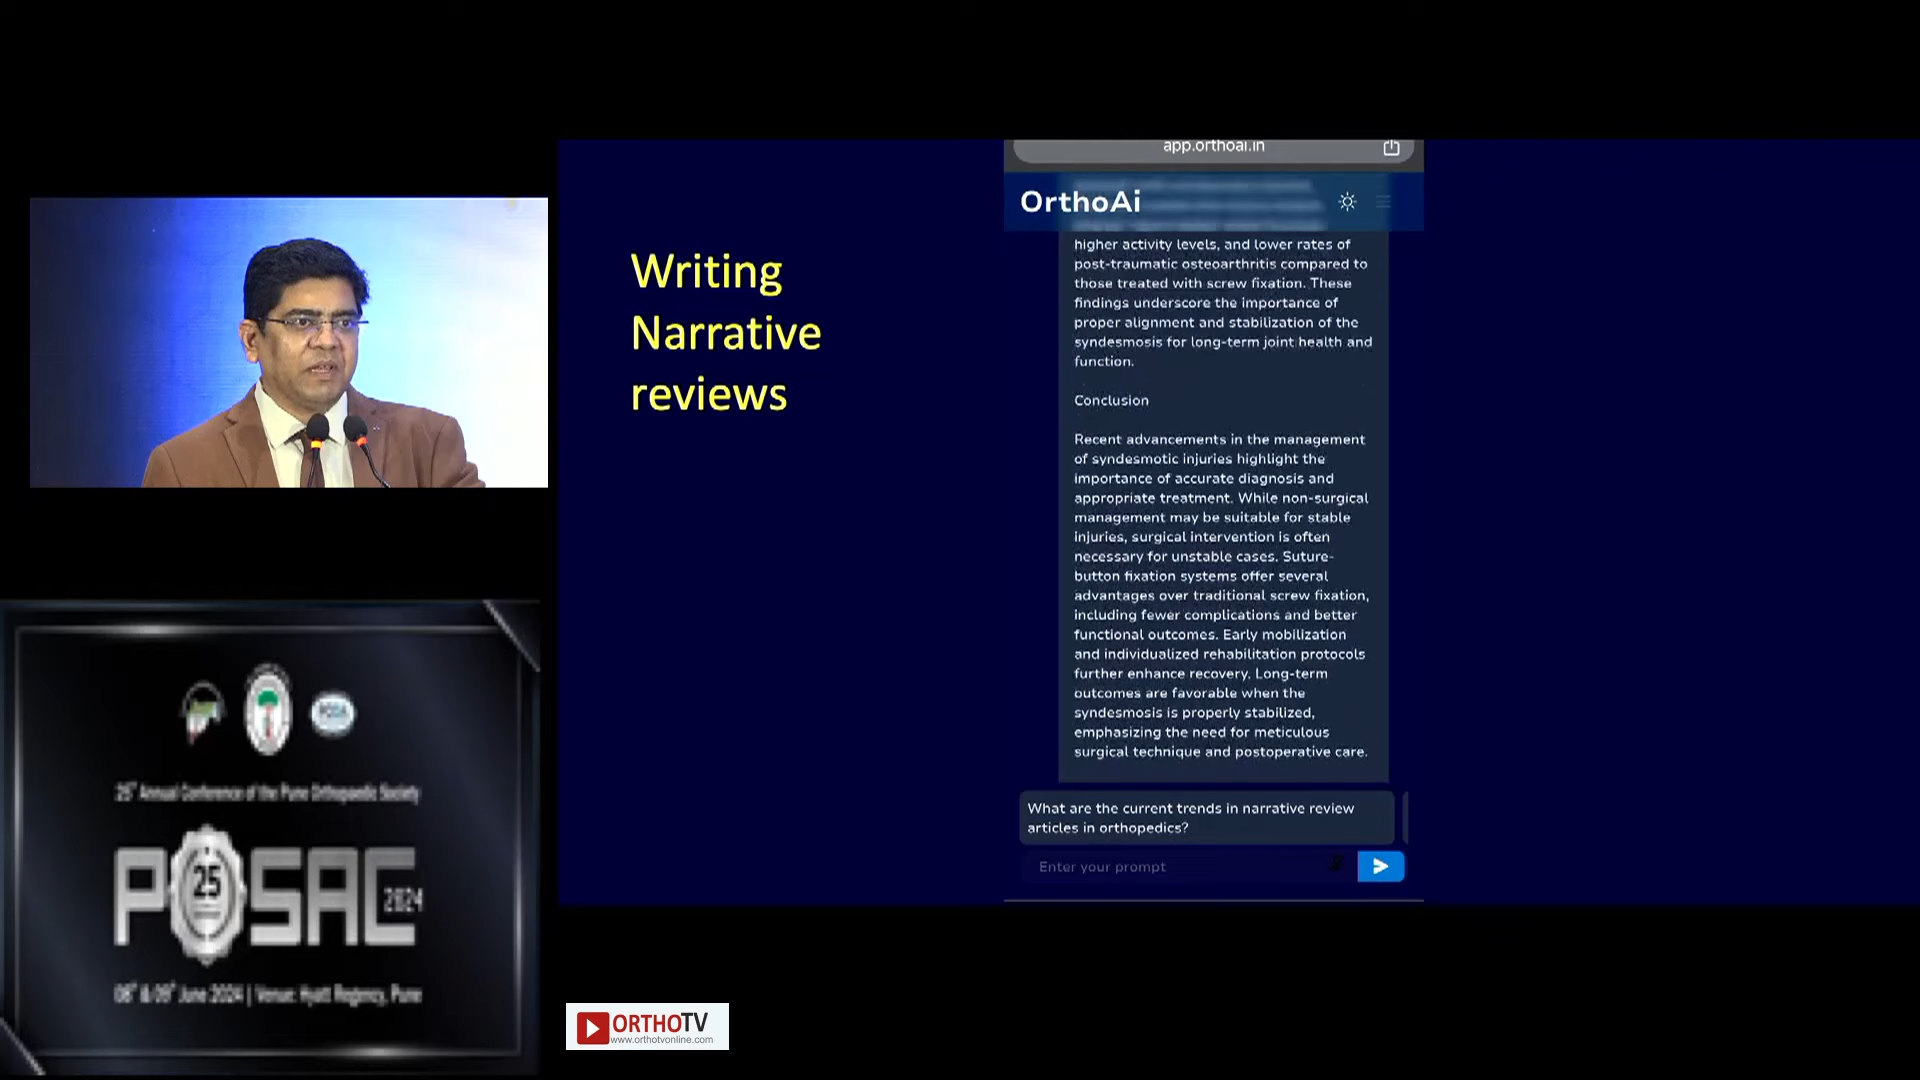 Writing
Narrative
reviews
app.orthoai.in
OrthoAi
higher activity levels, and lower rates of
post-traumatic osteoarthritis compared to
those treated with screw fixation. These
findings underscore the importance of
proper alignment and stabilization of the
syndesmosis for long-term joint health and
function.
Conclusion
Recent advancements in the management
of syndesmotic injuries highlight the
importance of accurate diagnosis and
appropriate treatment. While non-surgical
management may be suitable for stable
injuries, surgical intervention is often
necessary for unstable cases. Suture-
button fixation systems offer several
advantages over traditional screw fixation,
including fewer complications and better
functional outcomes. Early mobilization
and individualized rehabilitation protocols
further enhance recovery. Long-term
outcomes are favorable when the
syndesmosis is properly stabilized,
emphasizing the need for meticulous
surgical technique and postoperative care.
What are the current trends in narrative review
articles in orthopedics?
Enter your prompt
25th Annual Conference of the Pune Orthopaedic Society
POSAC
25
2024
08th & 09th June 2024 | Venue: Hyatt Regency, Pune
ORTHOTV
www.orthotvonline.com